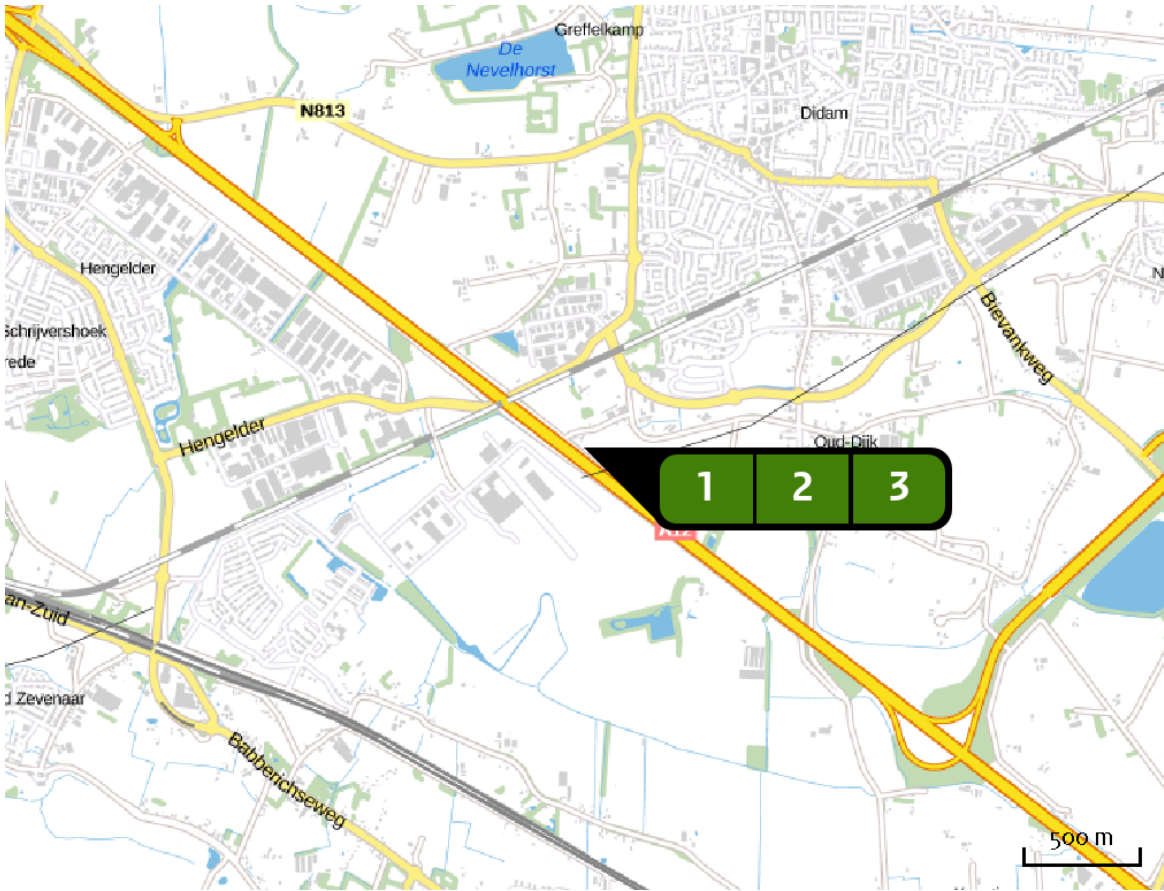 Greffelkamp
De
Nevelhorst
N813
Didam
Hengelder
Schrijvershoek
rede
Bievankweg
N
Hengelder
Oud-Dijk
1 2 3
A12
an-Zuid
d Zevenaar
Babberichseweg
500 m